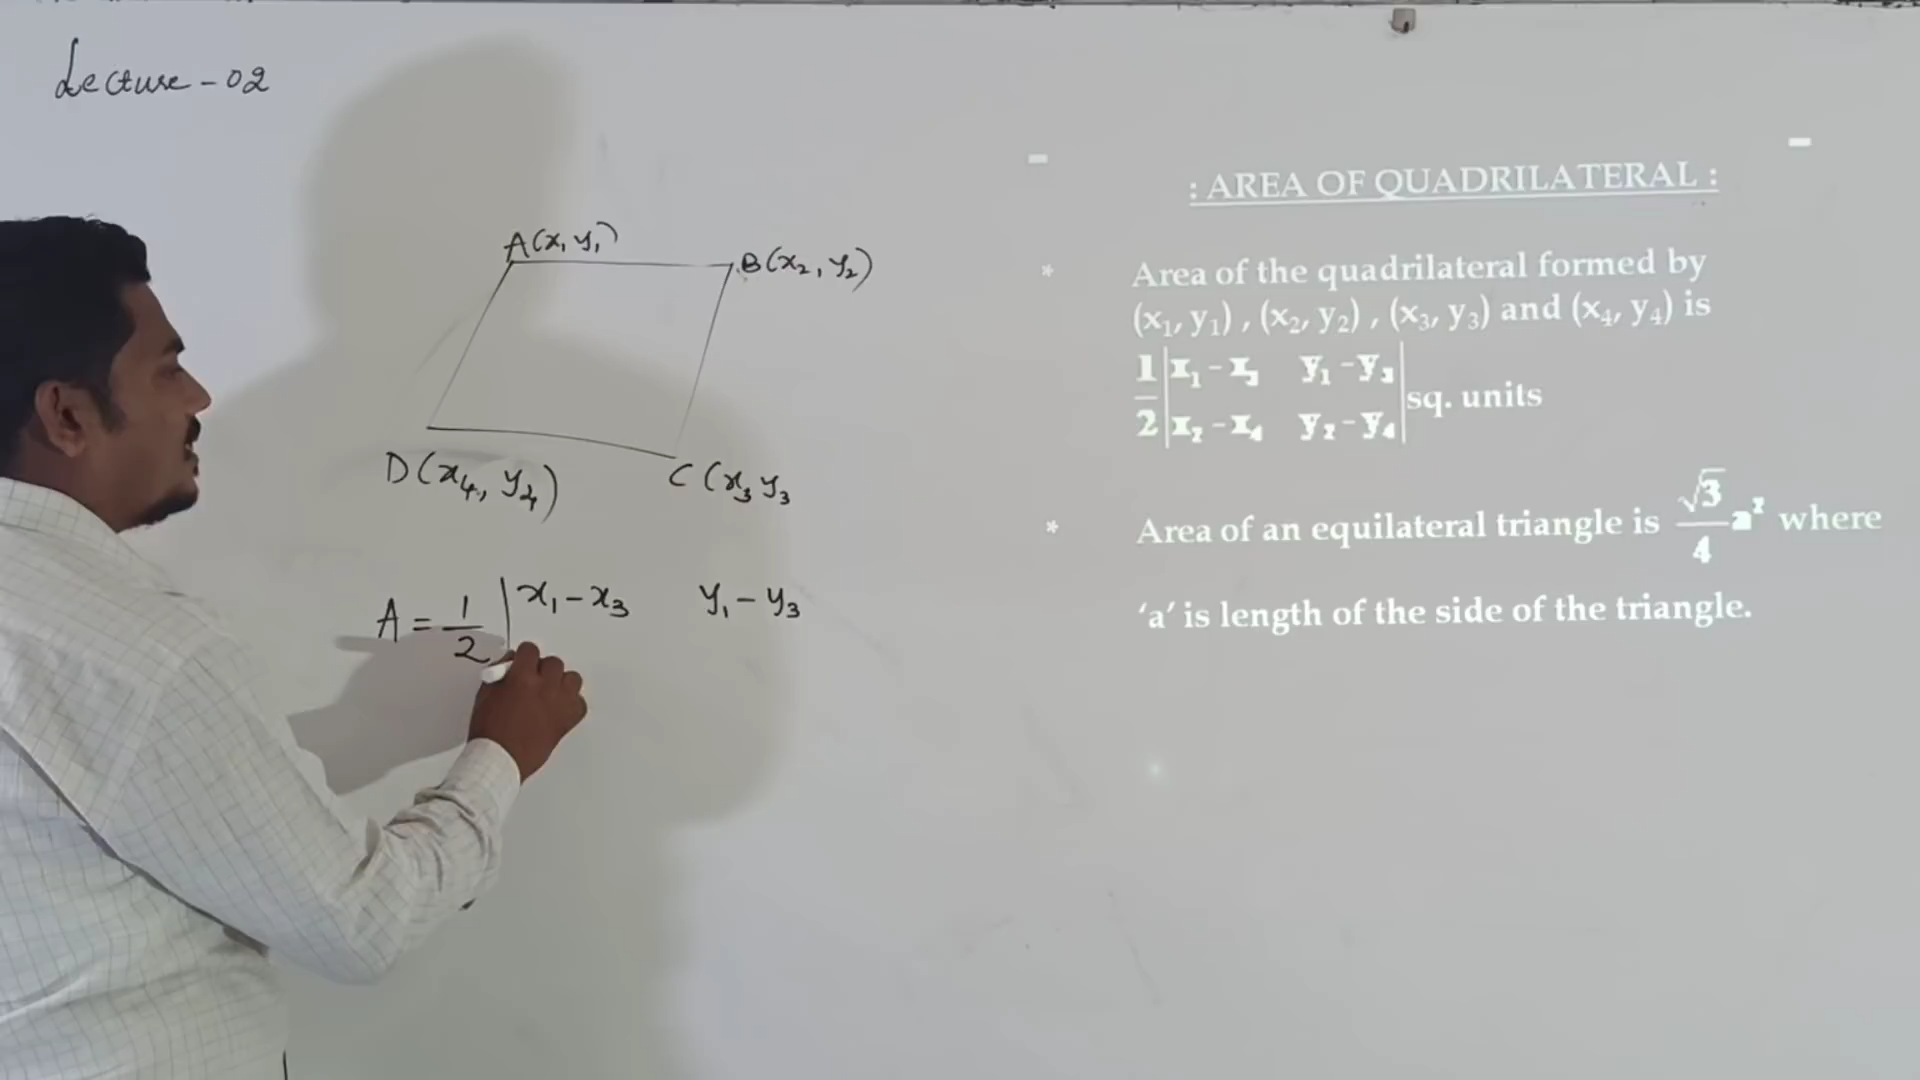 Lecture - 02
A(x₁ y₁)
B(x₂, y₂)
D(x₄, y₄)
C(x₃ y₃
A = 1/2 | x₁ - x₃ y₁ - y₃
: AREA OF QUADRILATERAL :
* Area of the quadrilateral formed by
(x₁, y₁) , (x₂, y₂) , (x₃, y₃) and (x₄, y₄) is
1/2 | x₁ - x₃ y₁ - y₃ |
| x₂ - x₄ y₂ - y₄ | sq. units
* Area of an equilateral triangle is √3/4 a² where
‘a’ is length of the side of the triangle.